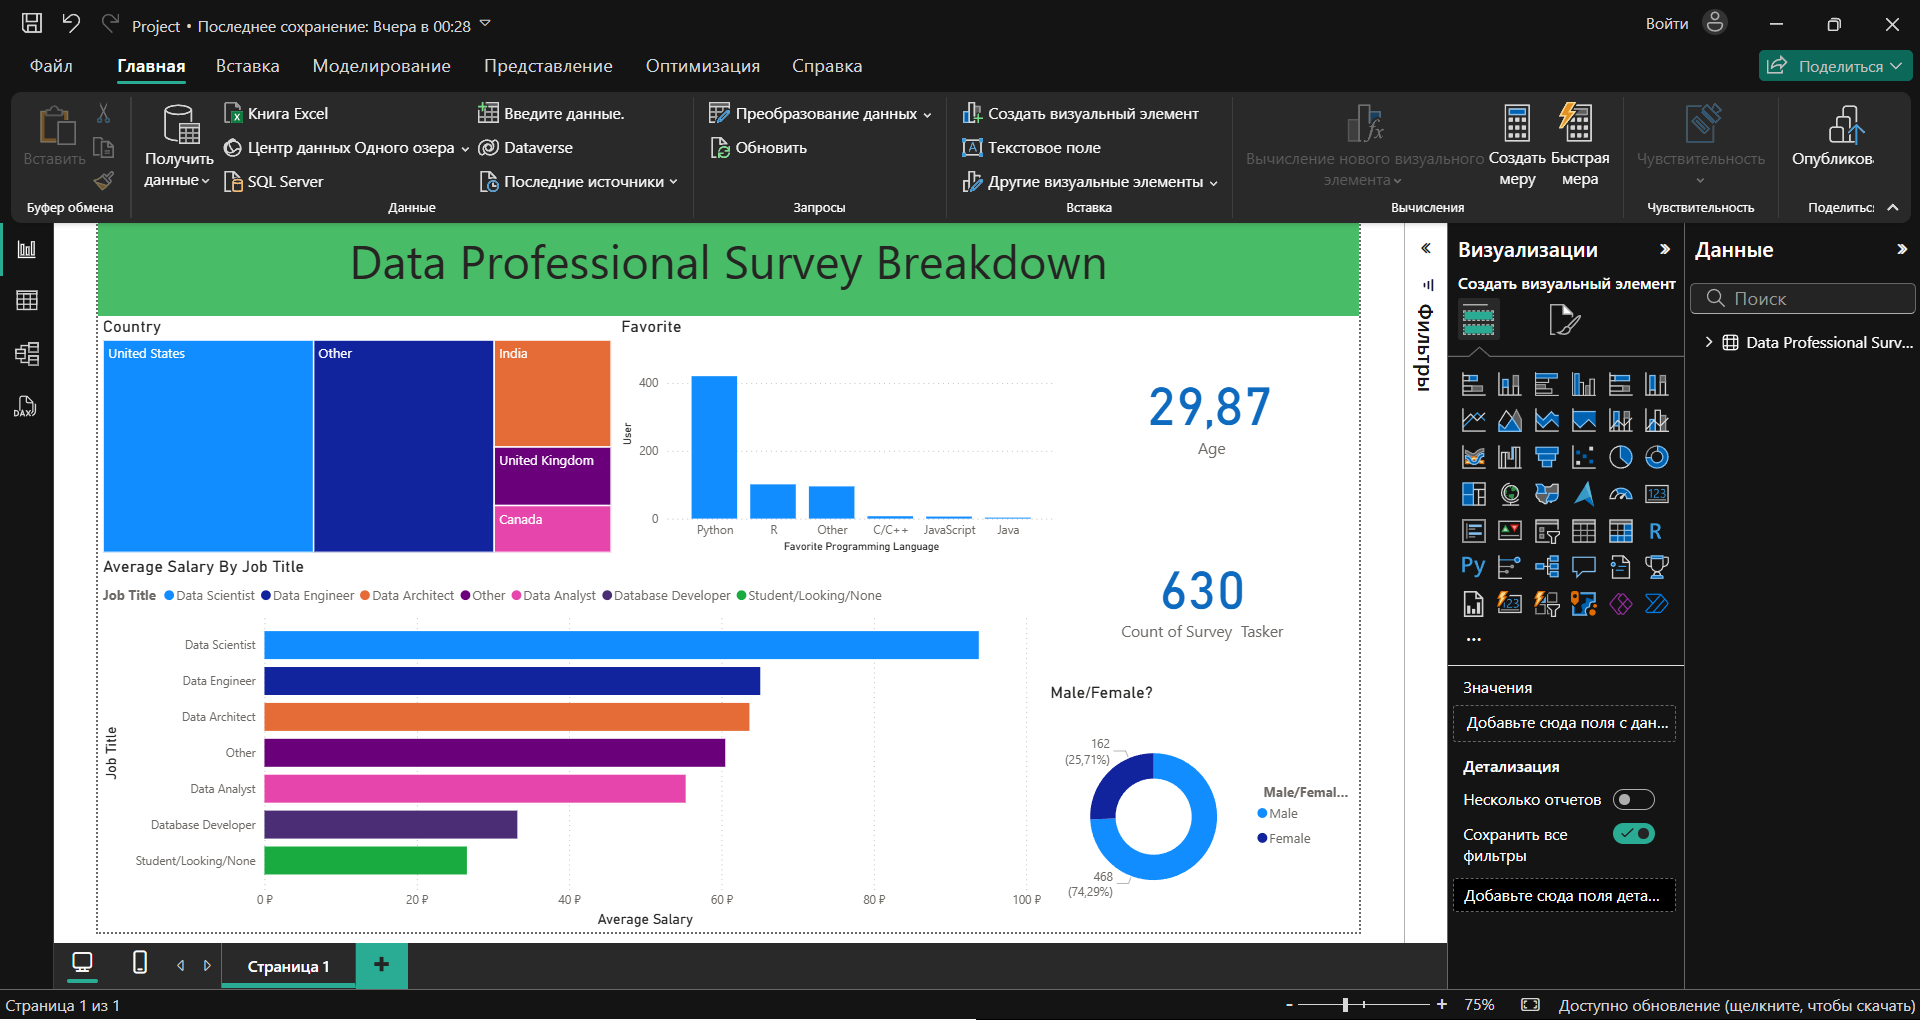 Project • Последнее сохранение: Вчера в 00:28
Войти
Файл
Главная
Вставка
Моделирование
Представление
Оптимизация
Справка
Поделиться
Вставить
Буфер обмена
Получить
данные
Книга Excel
Центр данных Одного озера
SQL Server
Введите данные.
Dataverse
Последние источники
Данные
Преобразование данных
Обновить
Запросы
Создать визуальный элемент
Текстовое поле
Другие визуальные элементы
Вставка
Вычисление нового визуального
элемента
Создать
меру
Быстрая
мера
Вычисления
Чувствительность
Чувствительность
Опубликов
Поделитьс
Data Professional Survey Breakdown
Country
United States
Other
India
United Kingdom
Canada
Favorite
User
400
200
0
Python
R
Other
C/C++
JavaScript
Java
Favorite Programming Language
29,87
Age
630
Count of Survey Tasker
Average Salary By Job Title
Job Title
Data Scientist
Data Engineer
Data Architect
Other
Data Analyst
Database Developer
Student/Looking/None
Job Title
Data Scientist
Data Engineer
Data Architect
Other
Data Analyst
Database Developer
Student/Looking/None
0 ₽
20 ₽
40 ₽
60 ₽
80 ₽
100 ₽
Average Salary
Male/Female?
162
(25,71%)
468
(74,29%)
Male/Femal...
Male
Female
Фильтры
Визуализации
Создать визуальный элемент
123
R
Py
123
...
Значения
Добавьте сюда поля с дан...
Детализация
Несколько отчетов
Сохранить все
фильтры
Добавьте сюда поля дета...
Данные
Поиск
Data Professional Surv...
DAX
Страница 1
+
Страница 1 из 1
- + 75%
Доступно обновление (щелкните, чтобы скачать)